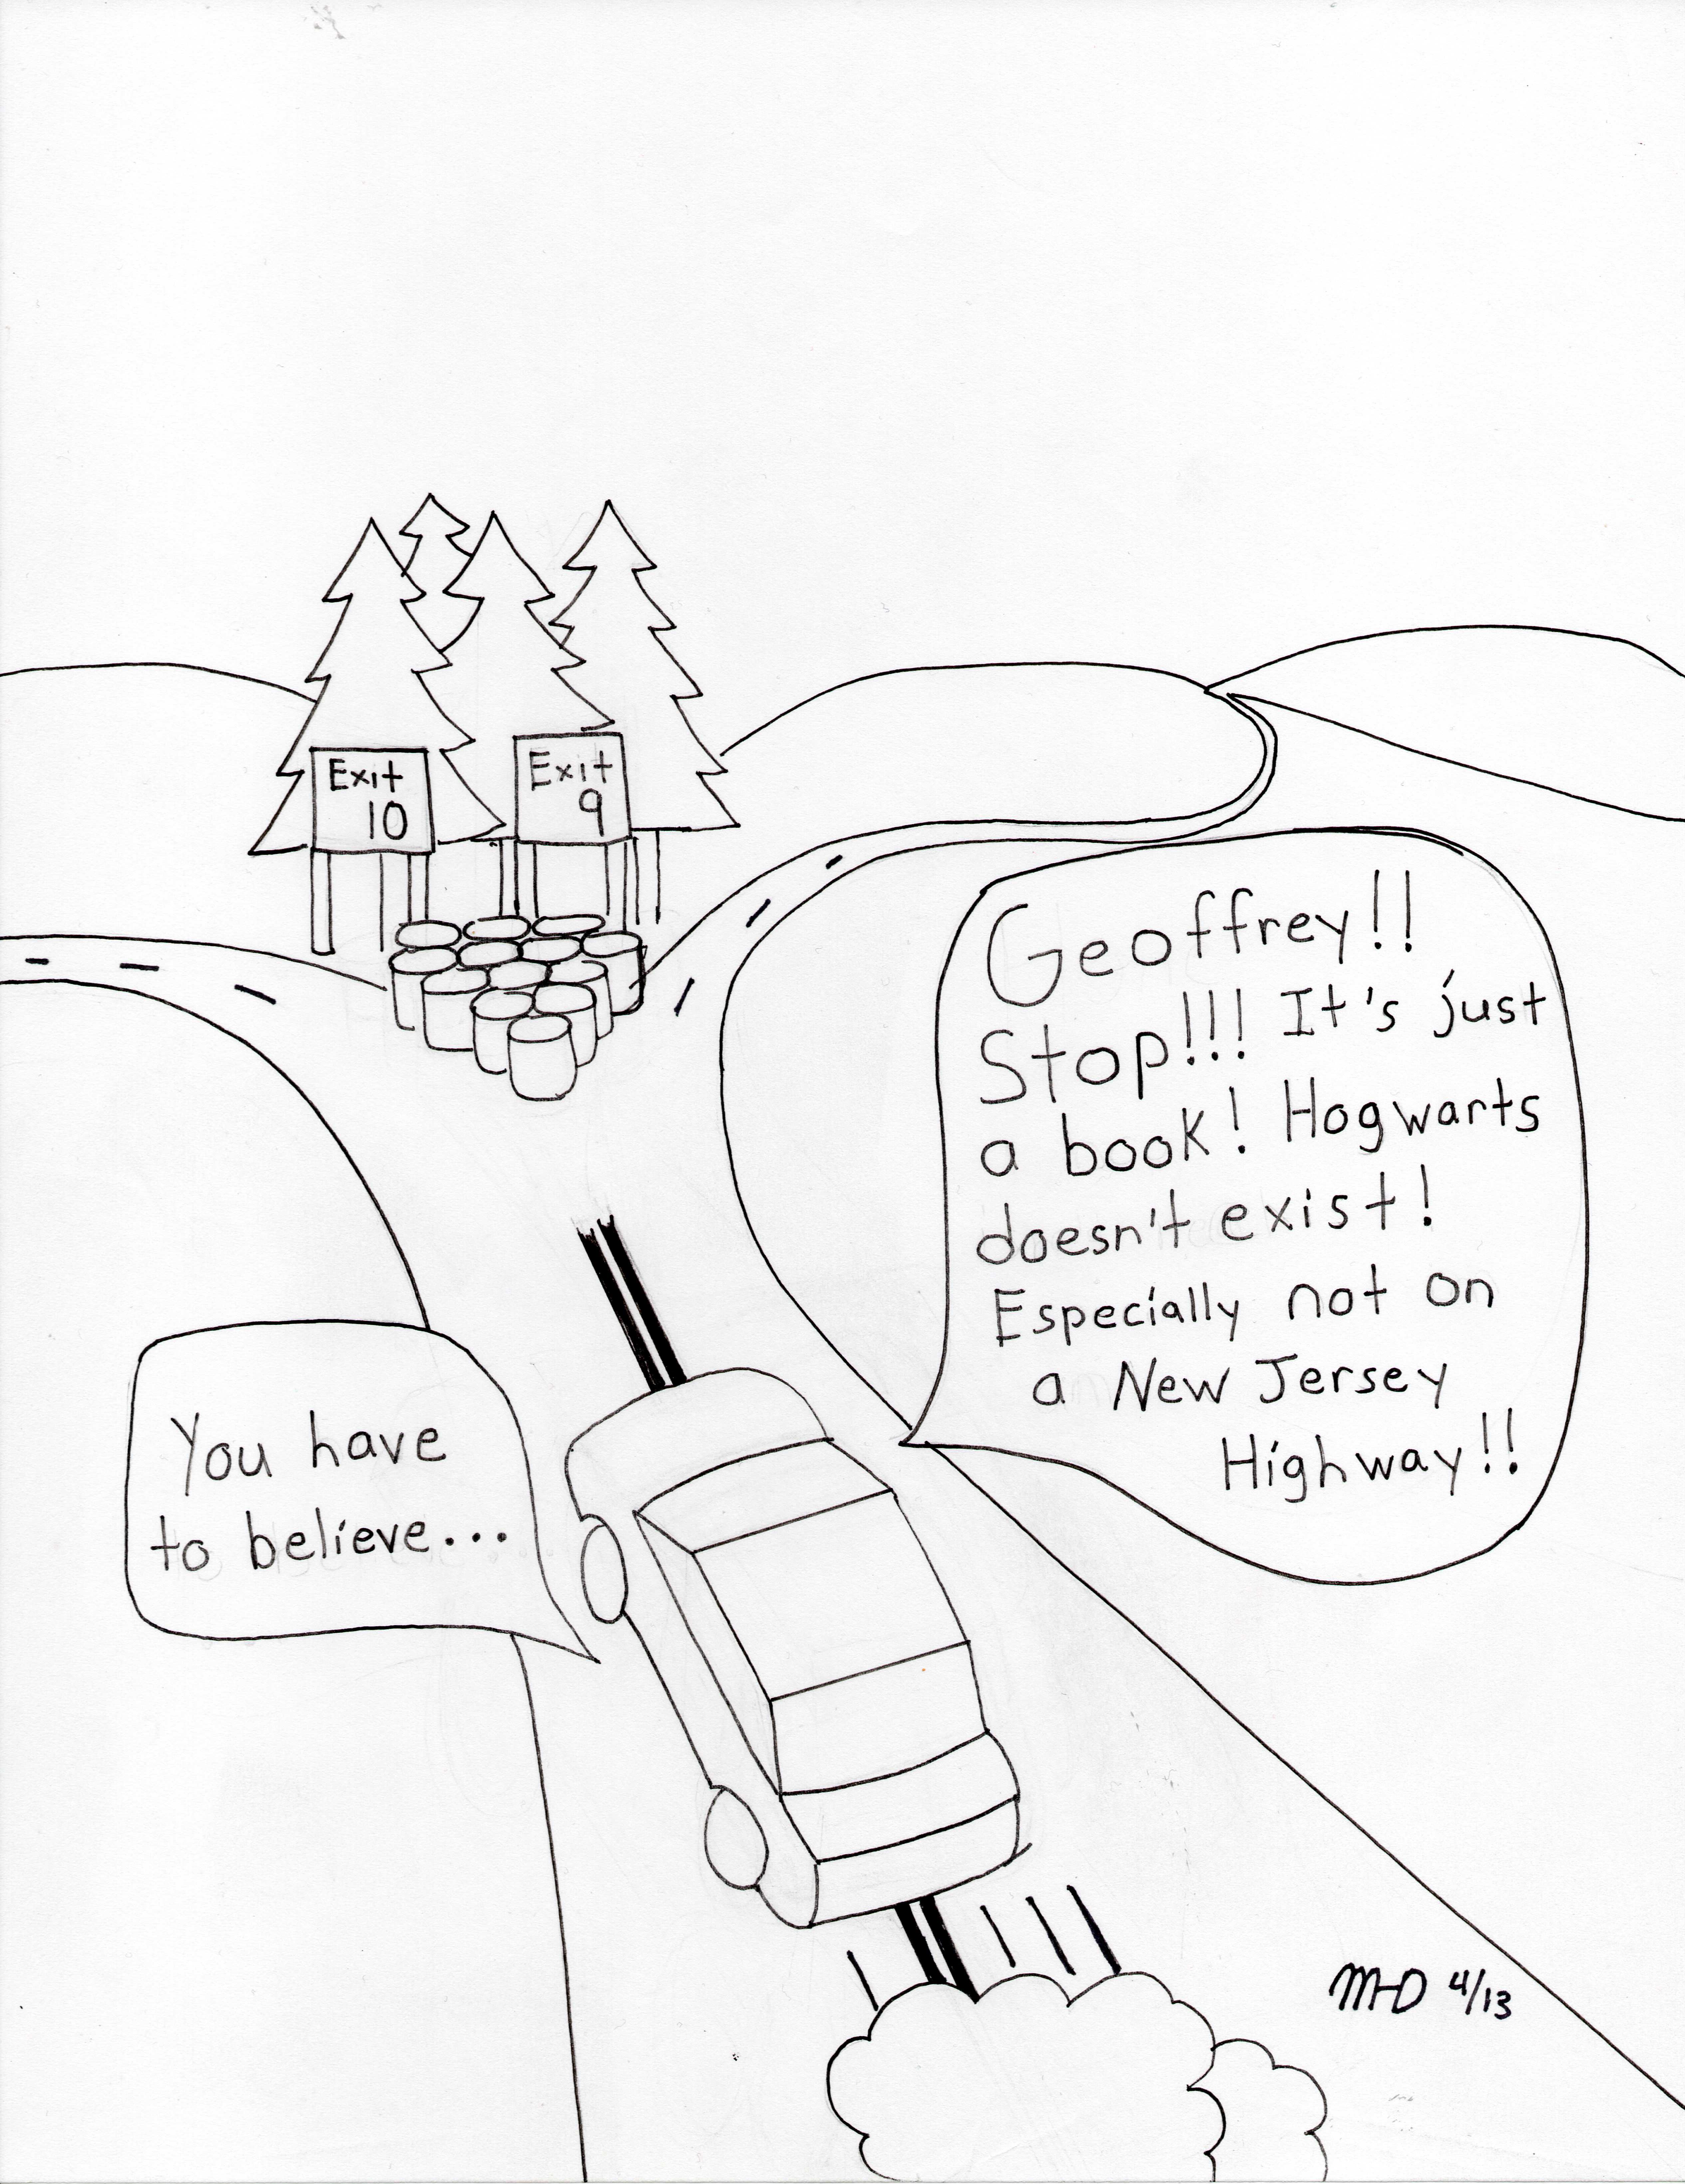 Exit
10
Exit
9
Geoffrey!!
Stop!!! It's just
a book! Hogwarts
doesn't exist!
Especially not on
a New Jersey
Highway!!
You have
to believe...
MHD 4/13